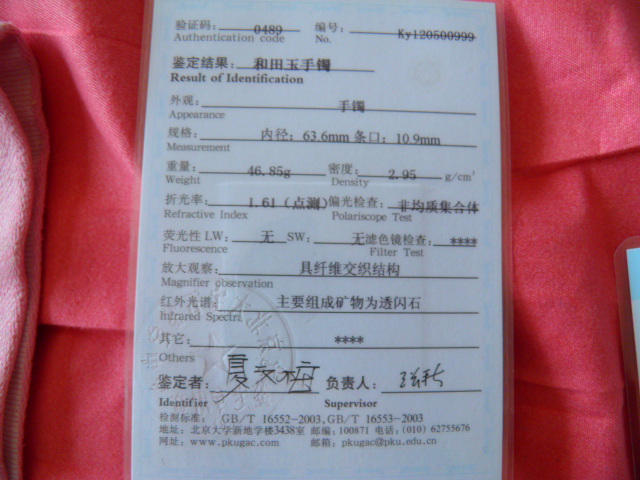 验证码: 0489 编号: Ky120500999
Authentication code No.
鉴定结果: 和田玉手镯
Result of Identification
外观: 手镯
Appearance
规格: 内径: 63.6mm 条口: 10.9mm
Measurement
重量: 46.85g 密度: 2.95 g/cm³
Weight Density
折光率: 1.61 (点测) 偏光检查: 非均质集合体
Refractive Index Polariscope Test
荧光性 LW: 无 SW: 无 滤色镜检查: ****
Fluorescence Filter Test
放大观察: 具纤维交织结构
Magnifier observation
红外光谱: 主要组成矿物为透闪石
Infrared Spectra
其它: ****
Others
鉴定者: 负责人:
Identifier Supervisor
检测标准: GB/T 16552-2003, GB/T 16553-2003
地址: 北京大学新地学楼3438室 邮编: 100871 电话: (010) 62755676
网址: www.pkugac.com 邮箱: pkugac@pku.edu.cn